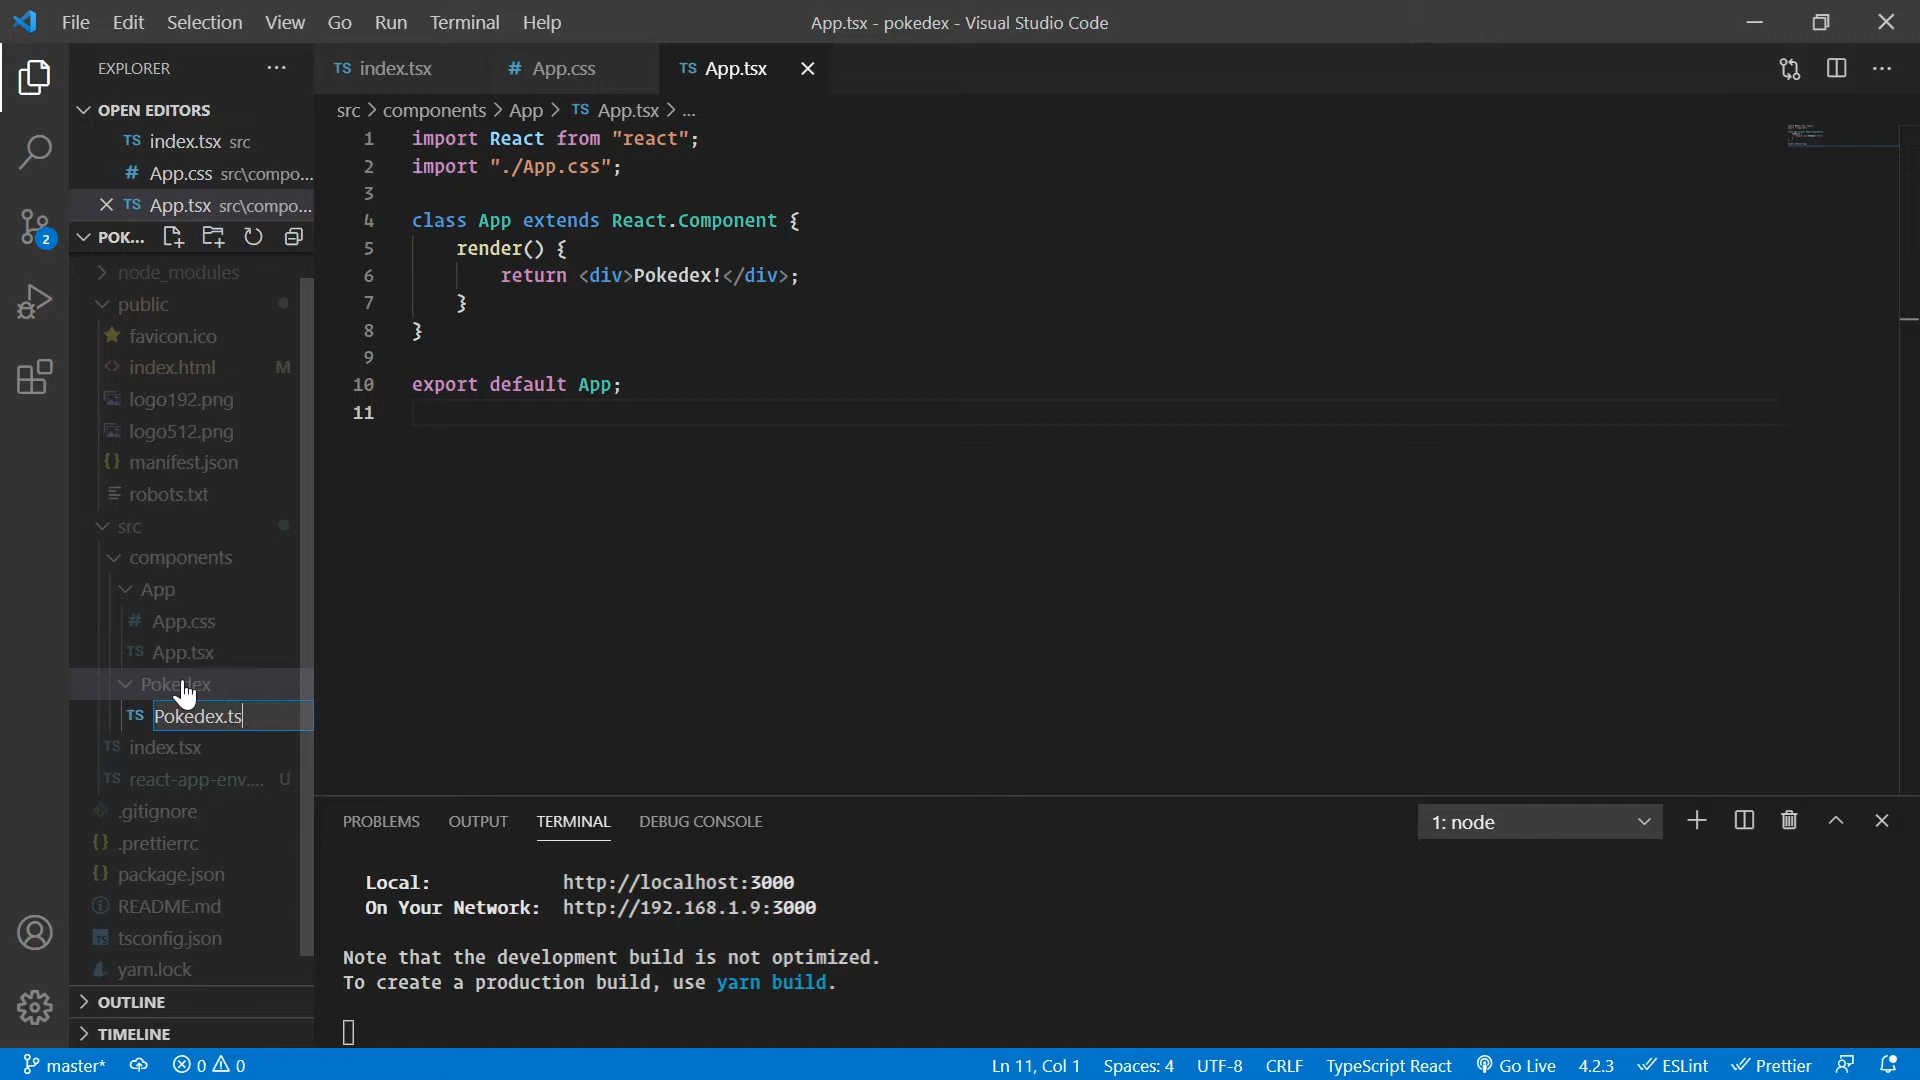 File Edit Selection View Go Run Terminal Help
App.tsx - pokedex - Visual Studio Code
EXPLORER
OPEN EDITORS
TS index.tsx src
# App.css src\compo...
TS App.tsx src\compo...
POK...
node_modules
public
favicon.ico
<> index.html M
logo192.png
logo512.png
{} manifest.json
robots.txt
src
components
App
# App.css
TS App.tsx
Pokedex
TS Pokedex.ts
TS index.tsx
TS react-app-env.... U
.gitignore
{} .prettierrc
{} package.json
README.md
TS tsconfig.json
yarn.lock
OUTLINE
TIMELINE
2
TS index.tsx
# App.css
TS App.tsx
src > components > App > TS App.tsx > ...
1 import React from "react";
2 import "./App.css";
3
4 class App extends React.Component {
5 render() {
6 return <div>Pokedex!</div>;
7 }
8 }
9
10 export default App;
11
PROBLEMS OUTPUT TERMINAL DEBUG CONSOLE
1: node
Local: http://localhost:3000
On Your Network: http://192.168.1.9:3000
Note that the development build is not optimized.
To create a production build, use yarn build.
master* 0 0 Ln 11, Col 1 Spaces: 4 UTF-8 CRLF TypeScript React Go Live 4.2.3 ESLint Prettier